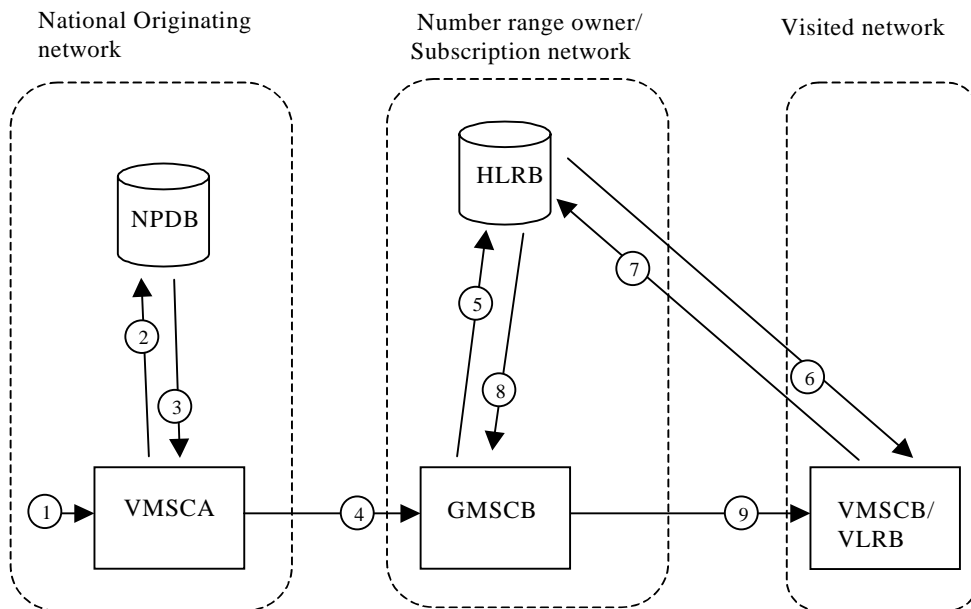 National Originating
network
Number range owner/
Subscription network
Visited network
NPDB
HLRB
2
3
5
8
7
6
1
VMSCA
4
GMSCB
9
VMSCB/
VLRB